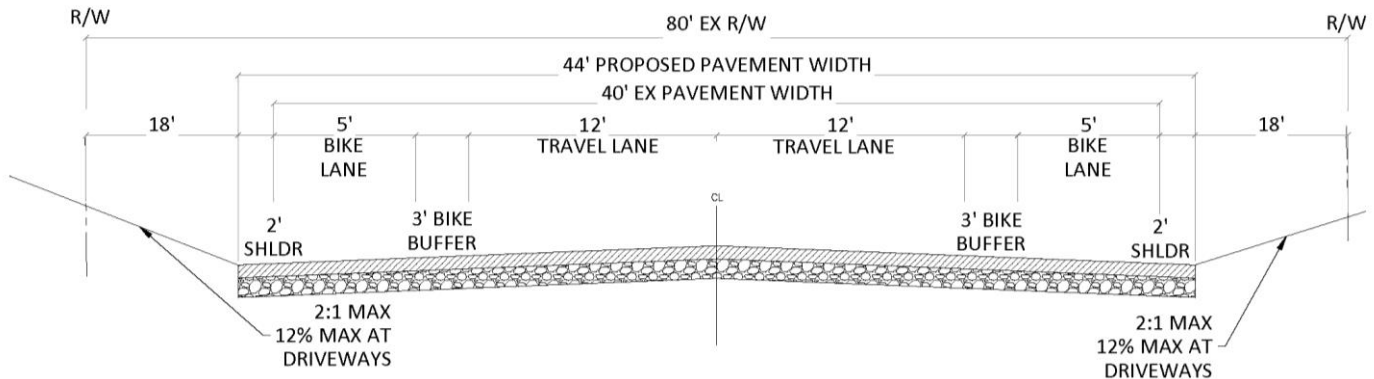 R/W
80' EX R/W
R/W
44' PROPOSED PAVEMENT WIDTH
40' EX PAVEMENT WIDTH
18'
5'
BIKE
LANE
12'
TRAVEL LANE
12'
TRAVEL LANE
5'
BIKE
LANE
18'
CL
2'
SHLDR
3' BIKE
BUFFER
3' BIKE
BUFFER
2'
SHLDR
2:1 MAX
12% MAX AT
DRIVEWAYS
2:1 MAX
12% MAX AT
DRIVEWAYS